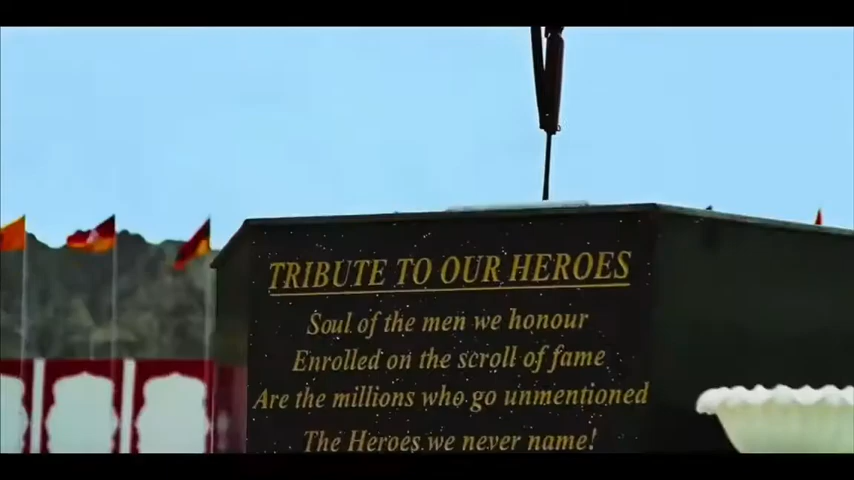 TRIBUTE TO OUR HEROES
Soul of the men we honour
Enrolled on the scroll of fame
Are the millions, who go unmentioned
The Heroes, we never name!